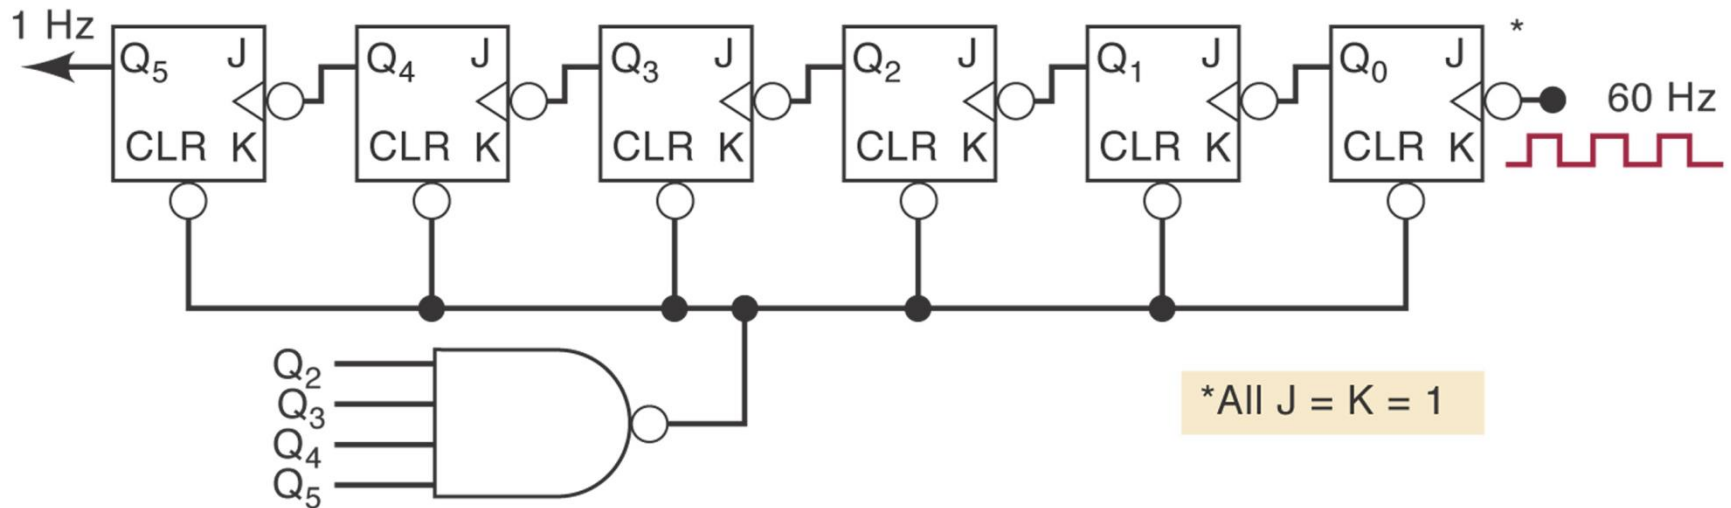 1 Hz
Q5 J
CLR K
Q4 J
CLR K
Q3 J
CLR K
Q2 J
CLR K
Q1 J
CLR K
Q0 J
CLR K
*
60 Hz
Q2
Q3
Q4
Q5
*All J = K = 1